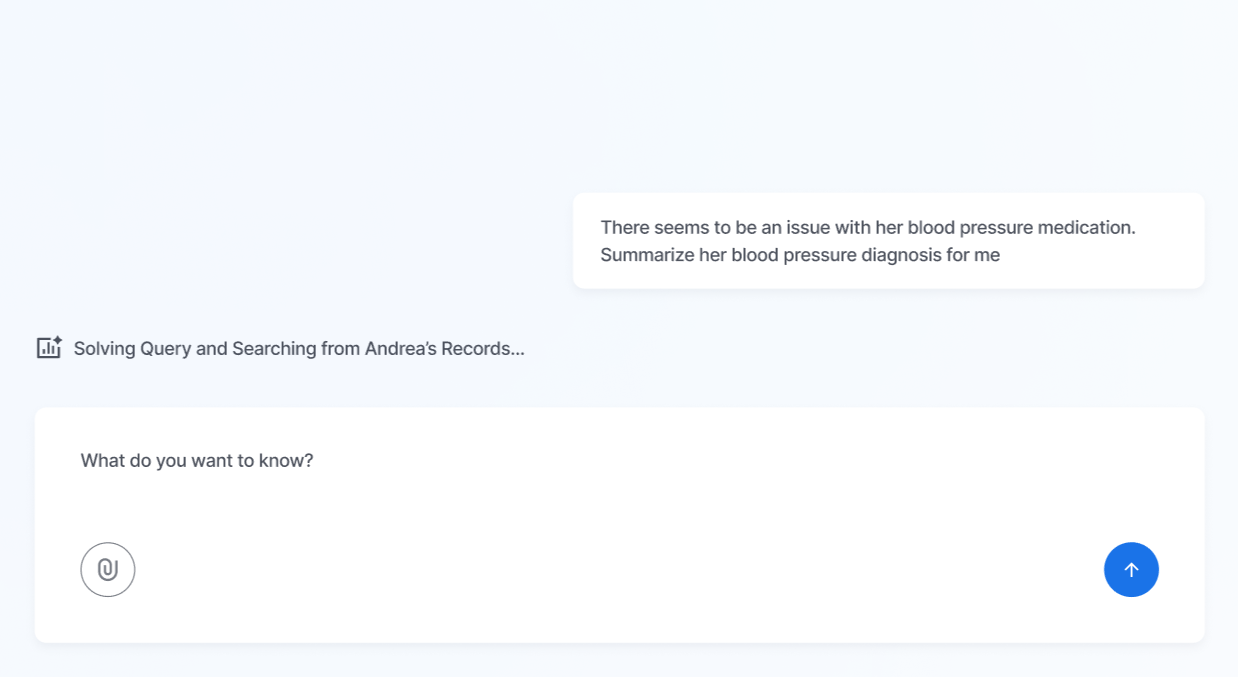 There seems to be an issue with her blood pressure medication.
Summarize her blood pressure diagnosis for me
Solving Query and Searching from Andrea’s Records...
What do you want to know?